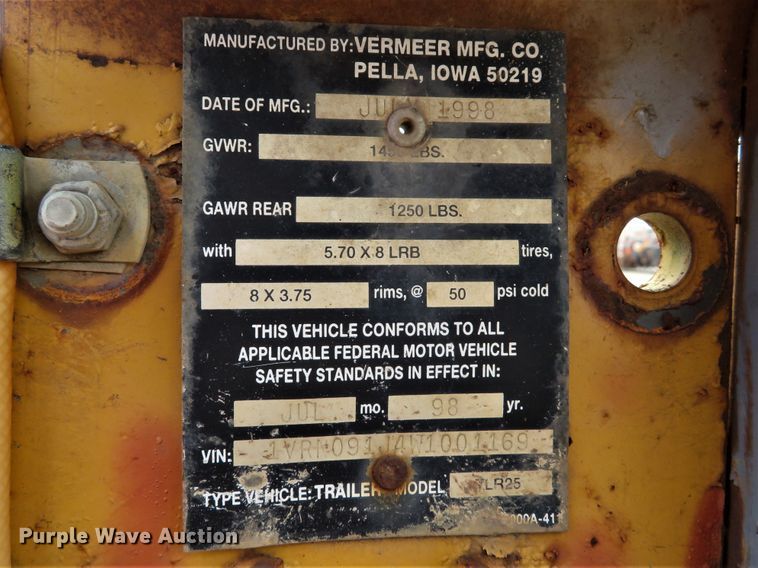 MANUFACTURED BY: VERMEER MFG. CO.
PELLA, IOWA 50219
DATE OF MFG.: 1998
GVWR: LBS.
GAWR REAR 1250 LBS.
with 5.70 X 8 LRB tires,
8 X 3.75 rims, @ 50 psi cold
THIS VEHICLE CONFORMS TO ALL
APPLICABLE FEDERAL MOTOR VEHICLE
SAFETY STANDARDS IN EFFECT IN:
JUL mo. 98 yr.
VIN:
TYPE VEHICLE: TRAILER MODEL
Purple Wave Auction